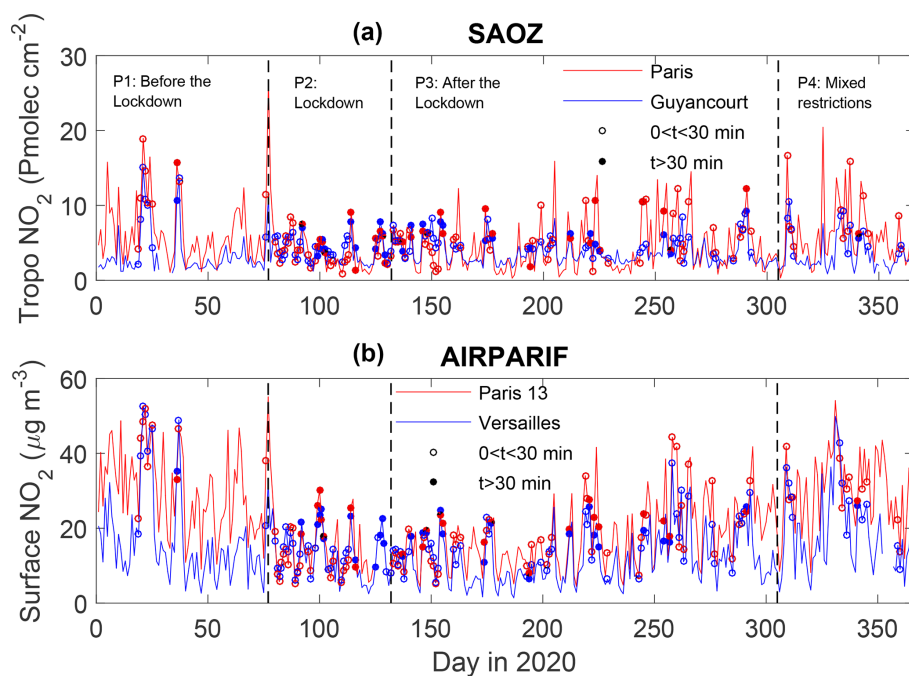 (a) SAOZ
30
20
10
0
Tropo NO2 (Pmolec cm-2)
P1: Before the
Lockdown
P2:
Lockdown
P3: After the
Lockdown
P4: Mixed
restrictions
Paris
Guyancourt
0<t<30 min
t>30 min
0 50 100 150 200 250 300 350
(b) AIRPARIF
60
40
20
0
Surface NO2 (μg m-3)
Paris 13
Versailles
0<t<30 min
t>30 min
0 50 100 150 200 250 300 350
Day in 2020